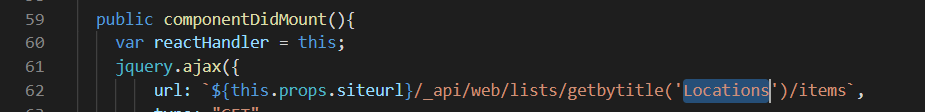 59 public componentDidMount(){
60 var reactHandler = this;
61 jquery.ajax({
62 url: `${this.props.siteurl}/_api/web/lists/getbytitle('Locations')/items`,